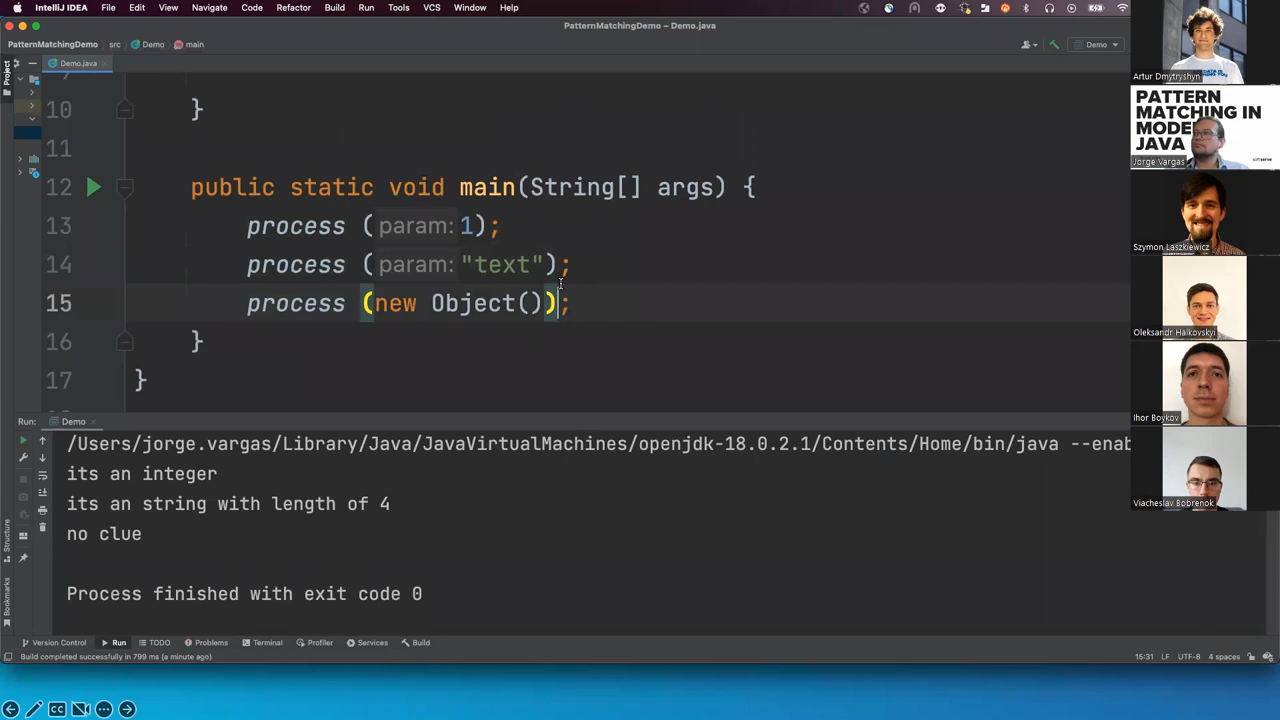 IntelliJ IDEA File Edit View Navigate Code Refactor Build Run Tools VCS Window Help
PatternMatchingDemo – Demo.java
PatternMatchingDemo src Demo main
Demo
Project
Demo.java
10 }
11
12 public static void main(String[] args) {
13 process (param: 1);
14 process (param: "text");
15 process (new Object());
16 }
17 }
Run: Demo
/Users/jorge.vargas/Library/Java/JavaVirtualMachines/openjdk-18.0.2.1/Contents/Home/bin/java --enab
its an integer
its an string with length of 4
no clue
Process finished with exit code 0
Structure
Bookmarks
Version Control Run TODO Problems Terminal Profiler Services Build
Build completed successfully in 799 ms (a minute ago)
15:31 LF UTF-8 4 spaces
CC
Artur Dmytryshyn
PATTERN
MATCHING IN
MODE
JAVA
softserve
Jorge Vargas
Szymon Laszkiewicz
Oleksandr Halkovskyi
Ihor Boykov
Viacheslav Bobrenok